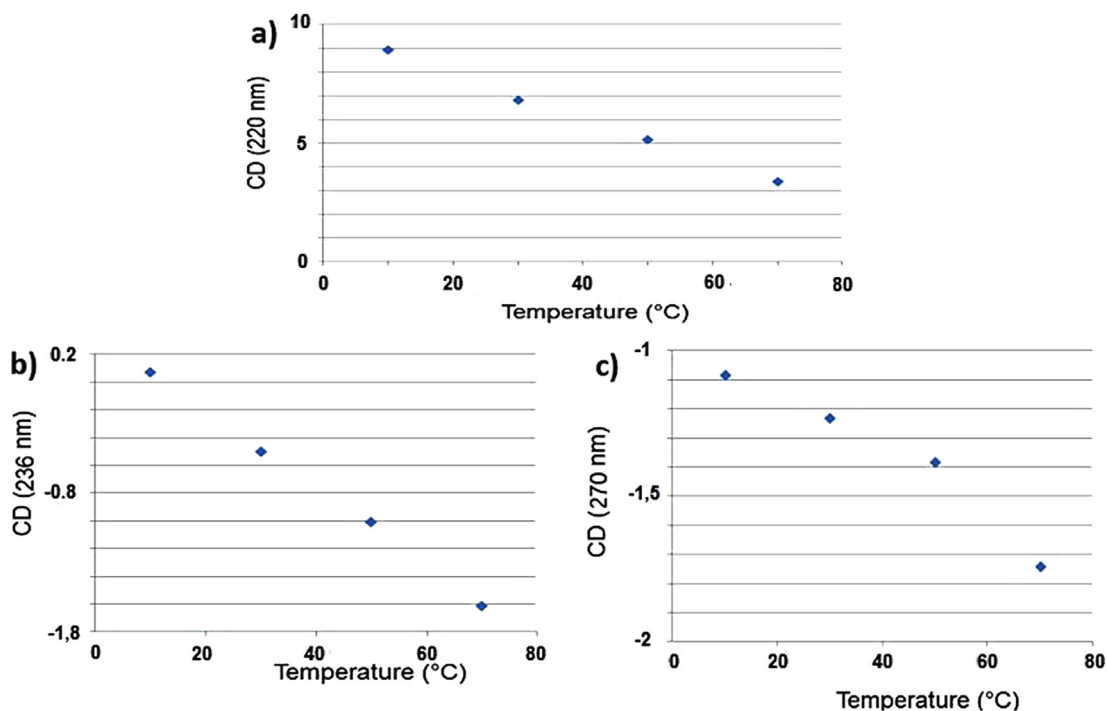 a)
CD (220 nm)
10
5
0
0 20 40 60 80
Temperature (°C)
b)
CD (236 nm)
0.2
-0.8
-1,8
0 20 40 60 80
Temperature (°C)
c)
CD (270 nm)
-1
-1,5
-2
0 20 40 60 80
Temperature (°C)